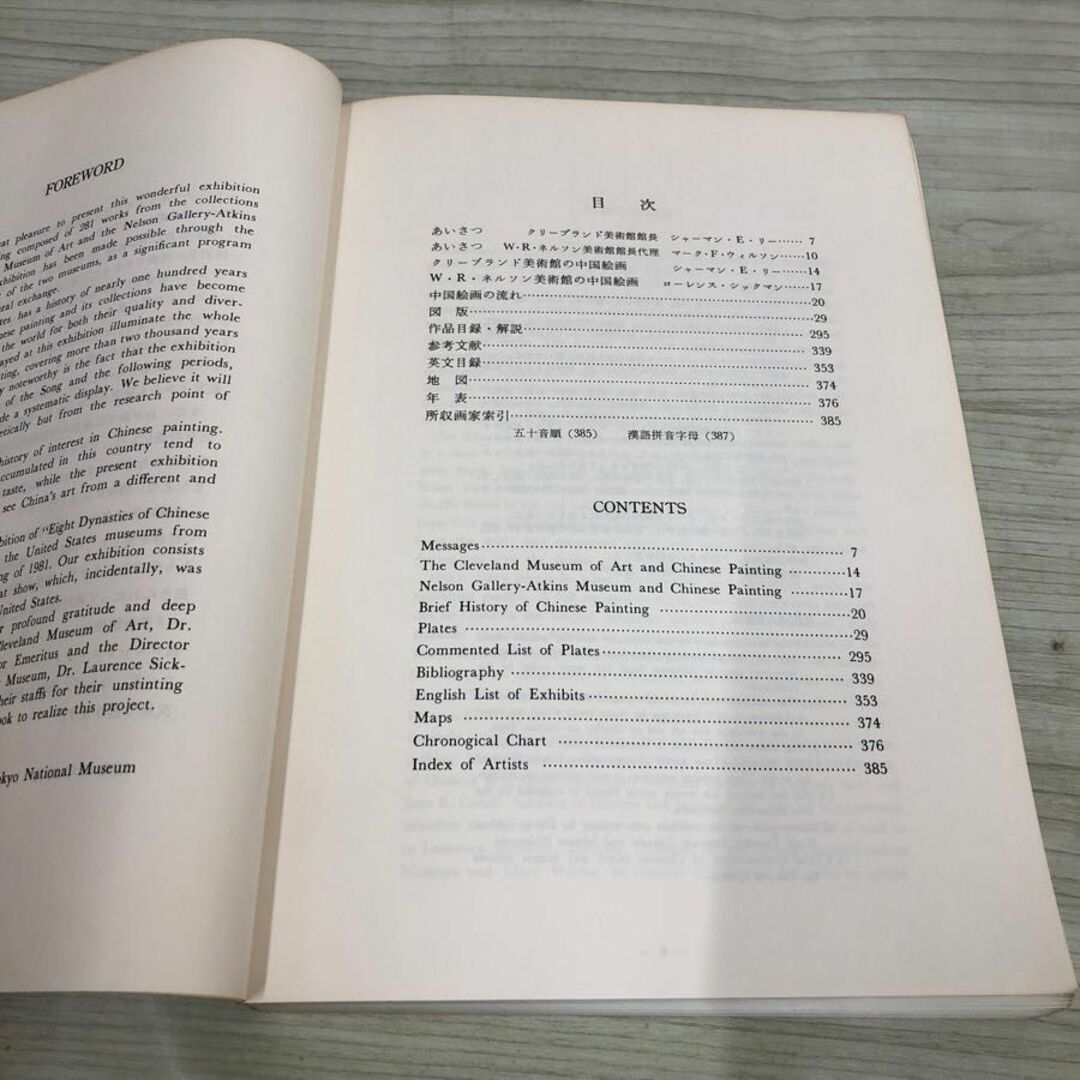 FOREWORD
pleasure to present this wonderful exhibition
composed of 281 works from the collections
Museum of Art and the Nelson Gallery-Atkins
has been made possible through the
of the two museums, as a significant program
exchange.
has a history of nearly one hundred years
painting and its collections have become
the world for both their quality and diver-
at this exhibition illuminate the whole
covering more than two thousand years
noteworthy is the fact that the exhibition
of the Song and the following periods,
a systematic display. We believe it will
but from the research point of
history of interest in Chinese painting.
accumulated in this country tend to
taste, while the present exhibition
see China's art from a different and
of "Eight Dynasties of Chinese
the United States museums from
of 1981. Our exhibition consists
show, which, incidentally, was
United States.
profound gratitude and deep
Cleveland Museum of Art, Dr.
Emeritus and the Director
Museum, Dr. Laurence Sick-
their staffs for their unstinting
to realize this project.
National Museum
目 次
あいさつ クリーブランド美術館館長 シャーマン・E・リー…… 7
あいさつ W・R・ネルソン美術館館長代理 マーク・F・ウィルソン……10
クリーブランド美術館の中国絵画 シャーマン・E・リー……14
W・R・ネルソン美術館の中国絵画 ローレンス・シックマン……17
中国絵画の流れ……20
図 版……29
作品目録・解説……295
参考文献……339
英文目録……353
地 図……374
年 表……376
所収画家索引……385
五十音順（385） 漢語拼音字母（387）
CONTENTS
Messages…… 7
The Cleveland Museum of Art and Chinese Painting ……14
Nelson Gallery-Atkins Museum and Chinese Painting ……17
Brief History of Chinese Painting ……20
Plates ……29
Commented List of Plates…… 295
Bibliography …… 339
English List of Exhibits…… 353
Maps …… 374
Chronogical Chart …… 376
Index of Artists …… 385